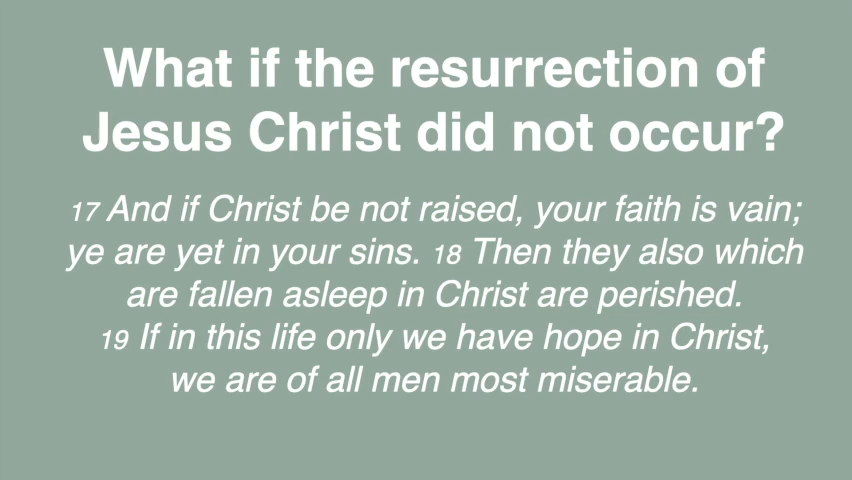 What if the resurrection of
Jesus Christ did not occur?
17 And if Christ be not raised, your faith is vain;
ye are yet in your sins. 18 Then they also which
are fallen asleep in Christ are perished.
19 If in this life only we have hope in Christ,
we are of all men most miserable.